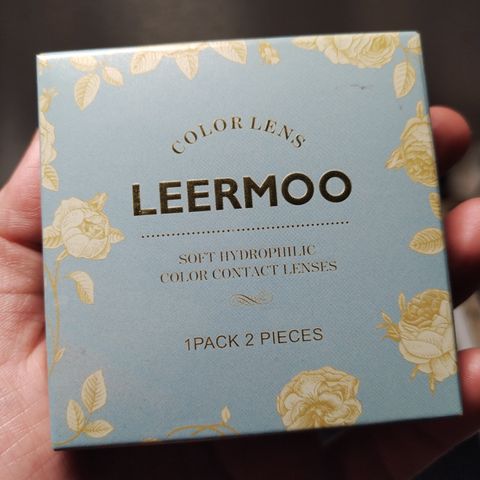 COLOR LENS
LEERMOO
SOFT HYDROPHILIC
COLOR CONTACT LENSES
1PACK 2 PIECES